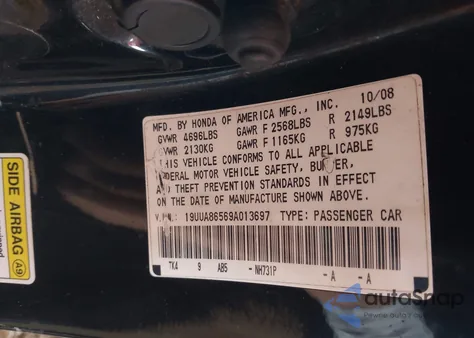 MFD. BY HONDA OF AMERICA MFG., INC. 10/08
GVWR 4696LBS GAWR F 2568LBS R 2149LBS
GVWR 2130KG GAWR F 1165KG R 975KG
THIS VEHICLE CONFORMS TO ALL APPLICABLE
FEDERAL MOTOR VEHICLE SAFETY, BUMPER,
AND THEFT PREVENTION STANDARDS IN EFFECT
ON THE DATE OF MANUFACTURE SHOWN ABOVE.
V.I.N.: 19UUA86569A013697 TYPE: PASSENGER CAR
TK4 9 AB5 - NH731P -A -A
SIDE AIRBAG A9
autoSnap